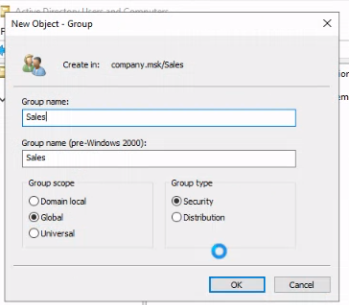 Active Directory Users and Computers
New Object - Group
Create in: company.msk/Sales
Group name:
Sales
Group name (pre-Windows 2000):
Sales
Group scope
Group type
Domain local
Security
Global
Distribution
Universal
OK
Cancel